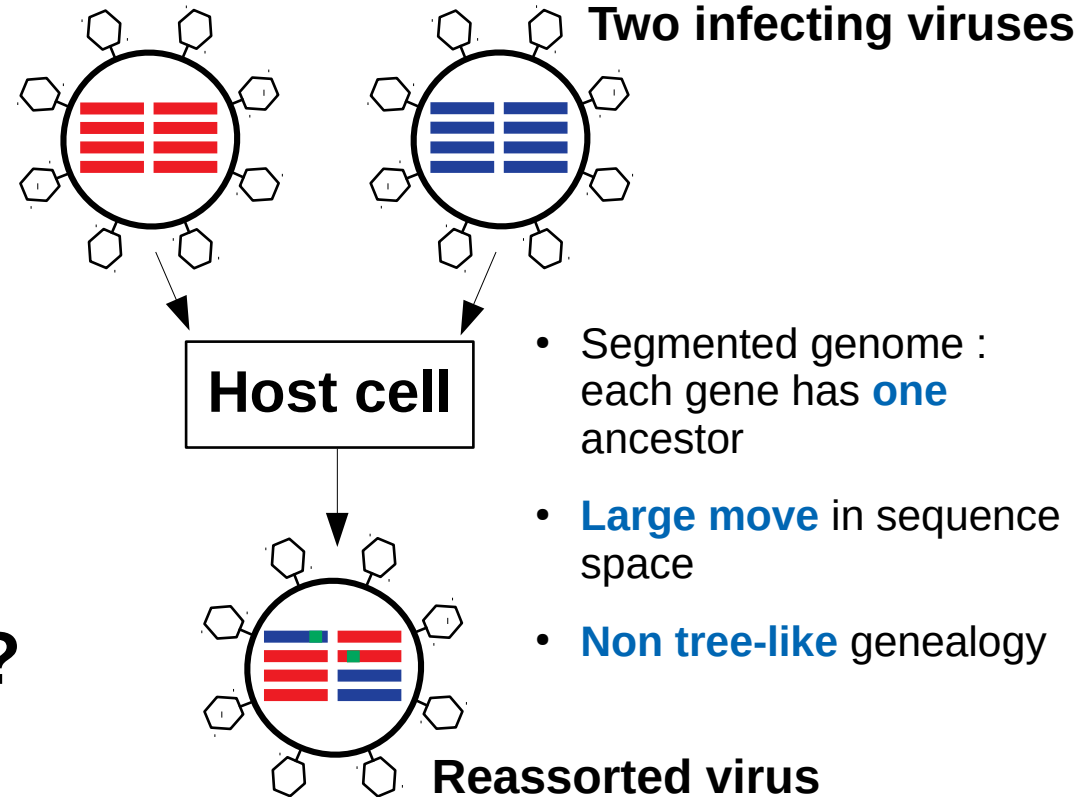 Two infecting viruses
Host cell
• Segmented genome :
each gene has one
ancestor
• Large move in sequence
space
• Non tree-like genealogy
?
Reassorted virus